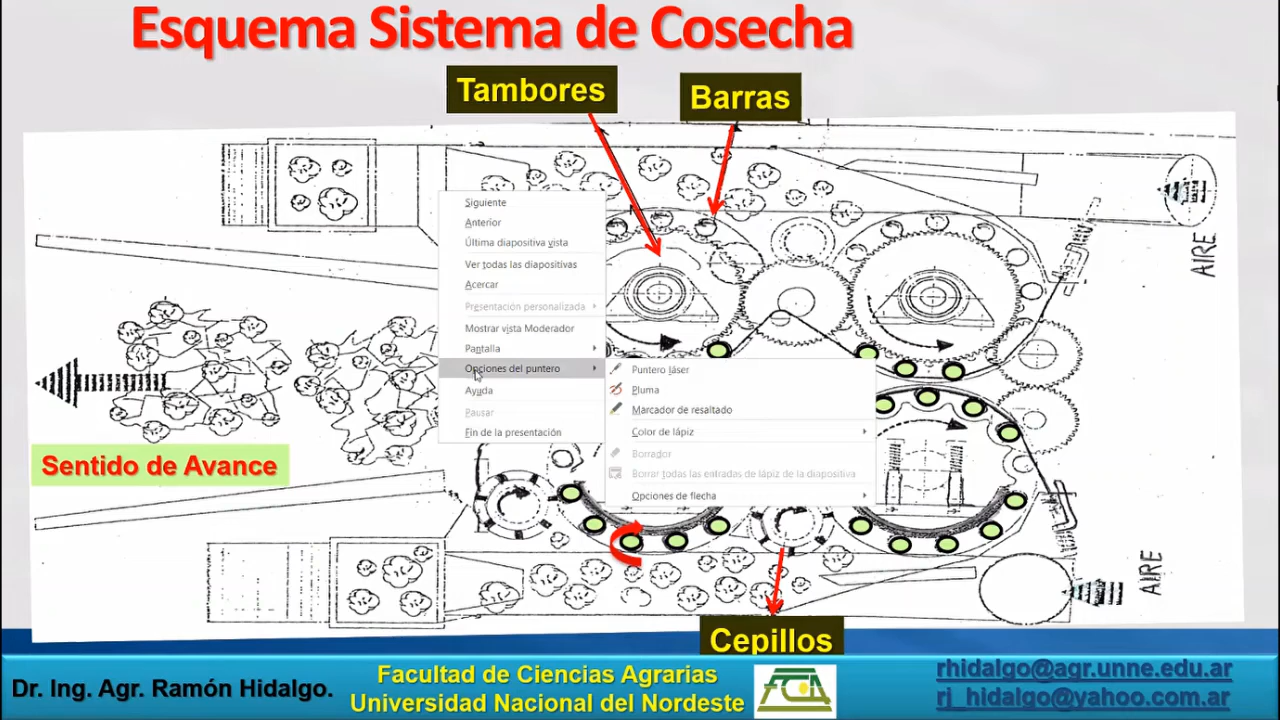 Esquema Sistema de Cosecha
Tambores
Barras
AIRE
Siguiente
Anterior
Última diapositiva vista
Ver todas las diapositivas
Acercar
Presentación personalizada
Mostrar vista Moderador
Pantalla
Opciones del puntero
Ayuda
Pausar
Fin de la presentación
Puntero láser
Pluma
Marcador de resaltado
Color de lápiz
Borrador
Borrar todas las entradas de lápiz de la diapositiva
Opciones de flecha
Sentido de Avance
AIRE
Cepillos
Dr. Ing. Agr. Ramón Hidalgo.
Facultad de Ciencias Agrarias
Universidad Nacional del Nordeste
FCA
rhidalgo@agr.unne.edu.ar
rj_hidalgo@yahoo.com.ar